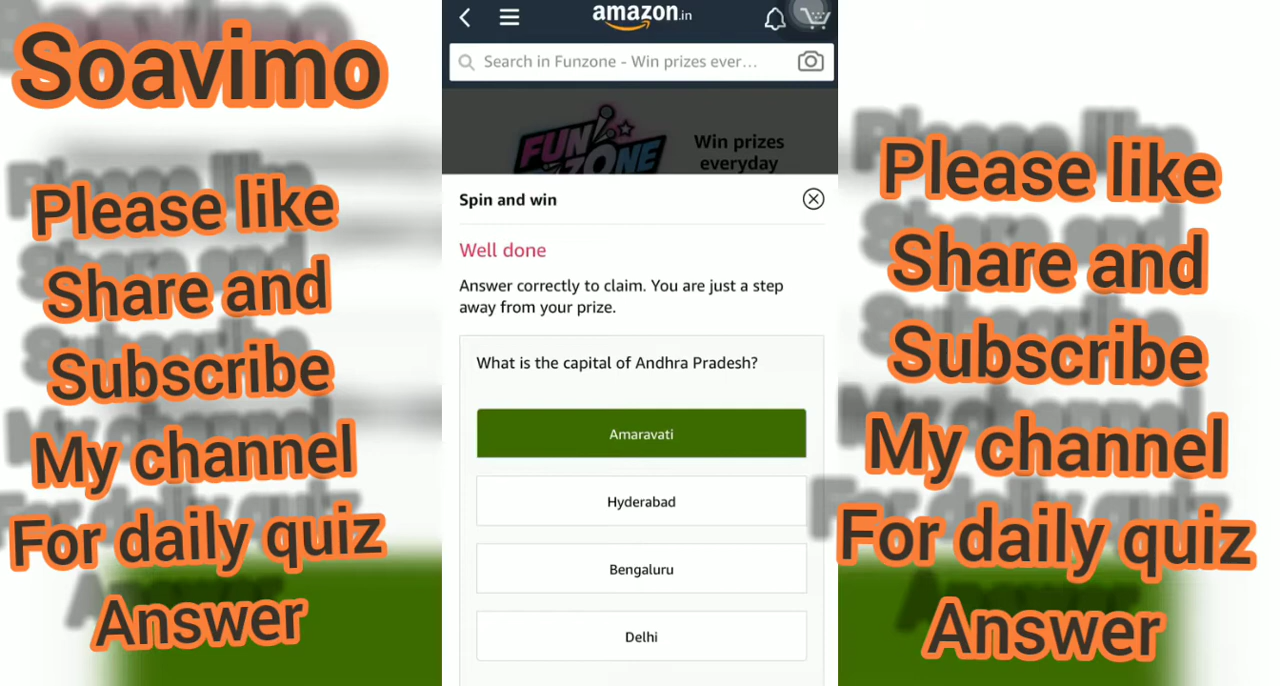 Soavimo
Please like
Share and
Subscribe
My channel
For daily quiz
Answer
amazon.in
Search in Funzone - Win prizes ever...
FUN
ZONE
Win prizes
everyday
Spin and win
Well done
Answer correctly to claim. You are just a step
away from your prize.
What is the capital of Andhra Pradesh?
Amaravati
Hyderabad
Bengaluru
Delhi
Please like
Share and
Subscribe
My channel
For daily quiz
Answer